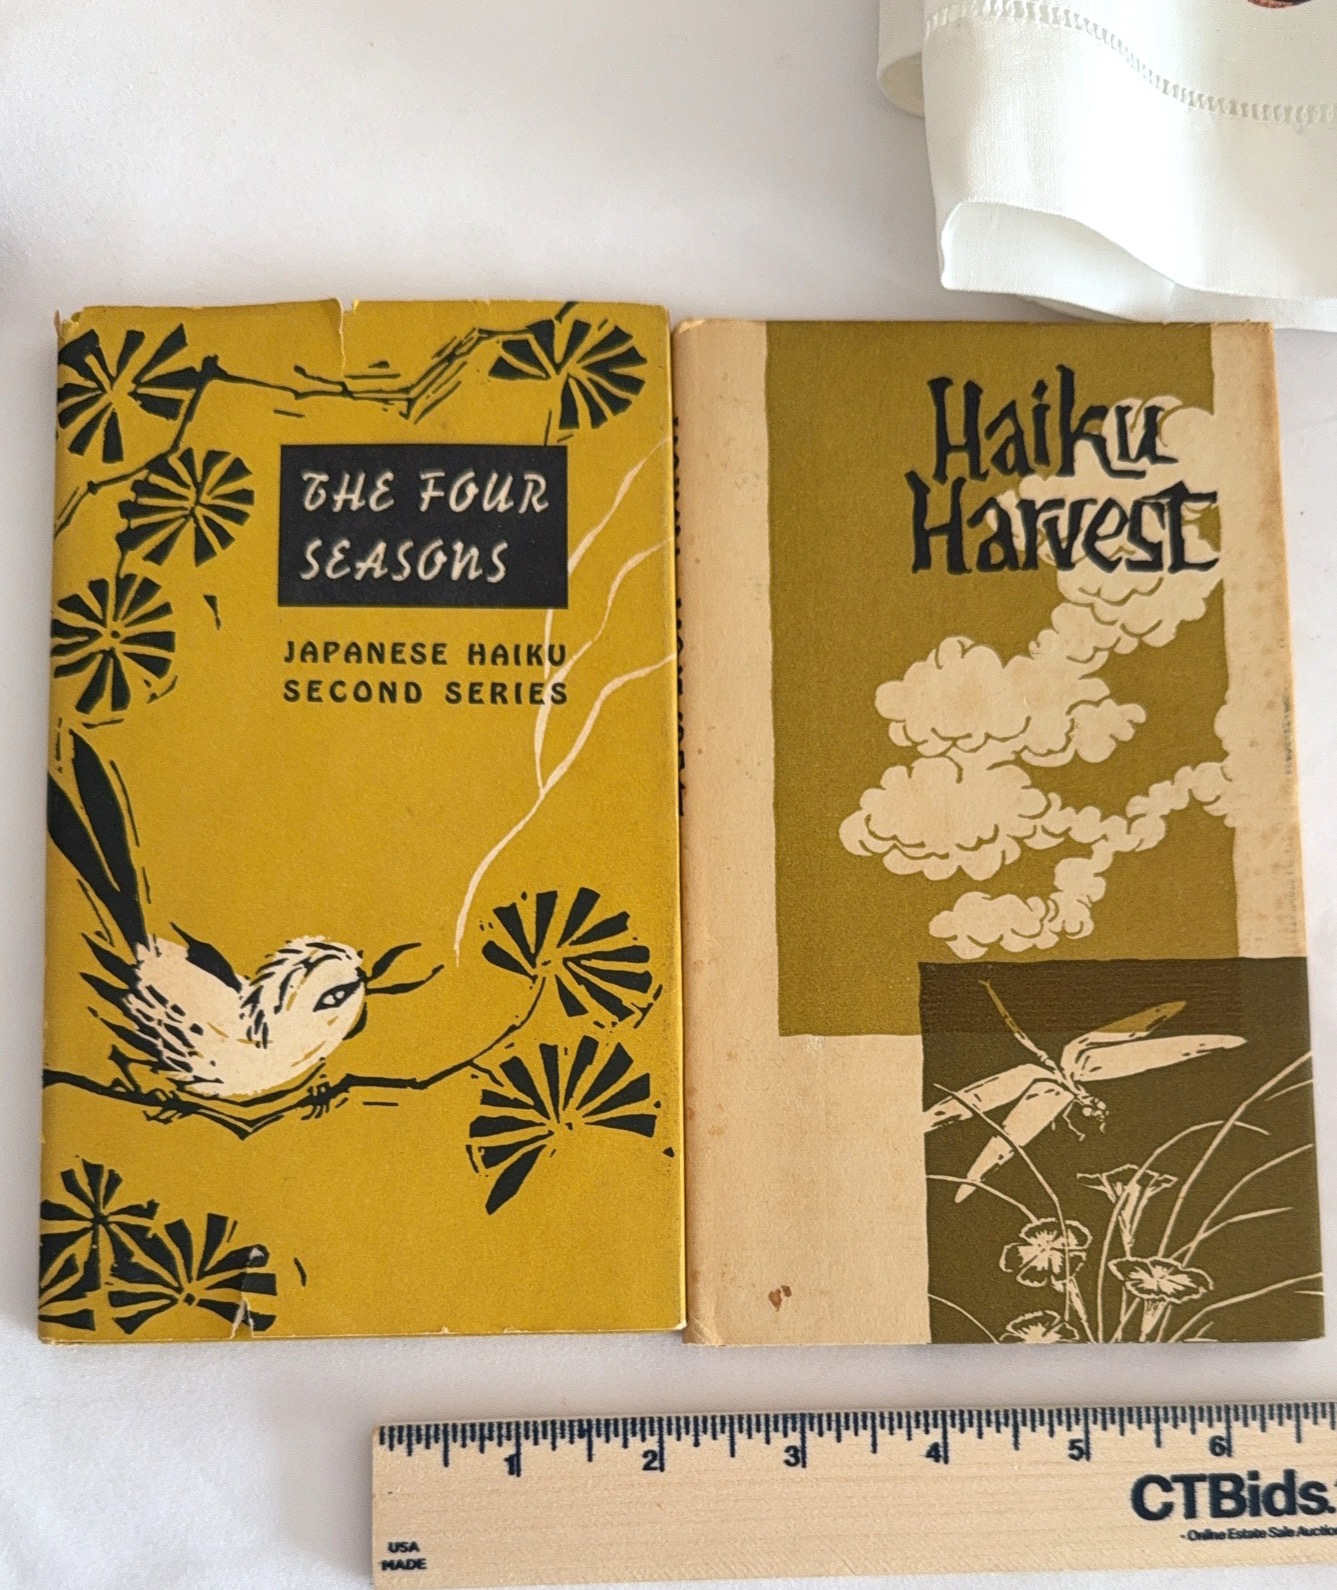 THE FOUR
SEASONS
JAPANESE HAIKU
SECOND SERIES
Haiku
Harvest
1 2 3 4 5 6
CTBids.
- Online Estate Sale Auction
USA
MADE